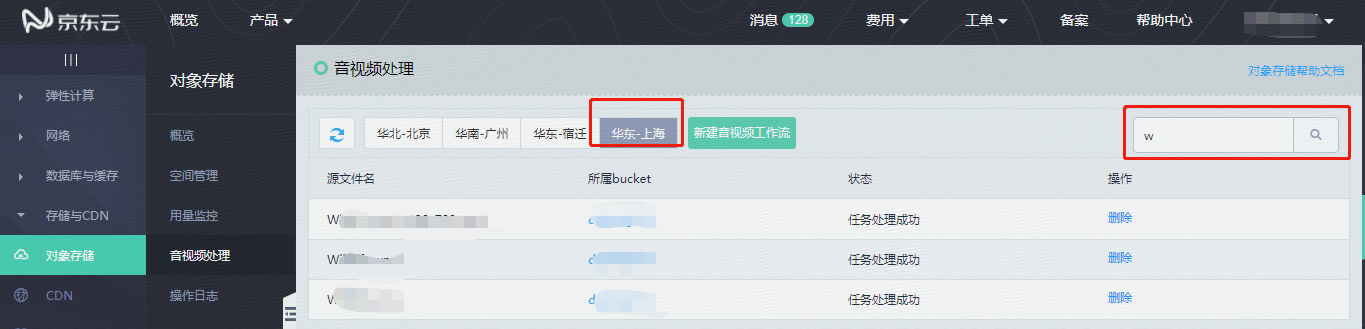 京东云 概览 产品 消息 128 费用 工单 备案 帮助中心
弹性计算
网络
数据库与缓存
存储与CDN
对象存储
CDN
对象存储
概览
空间管理
用量监控
音视频处理
操作日志
音视频处理
对象存储帮助文档
华北-北京 华南-广州 华东-宿迁 华东-上海 新建音视频工作流 w
源文件名 所属bucket 状态 操作
任务处理成功 删除
任务处理成功 删除
任务处理成功 删除